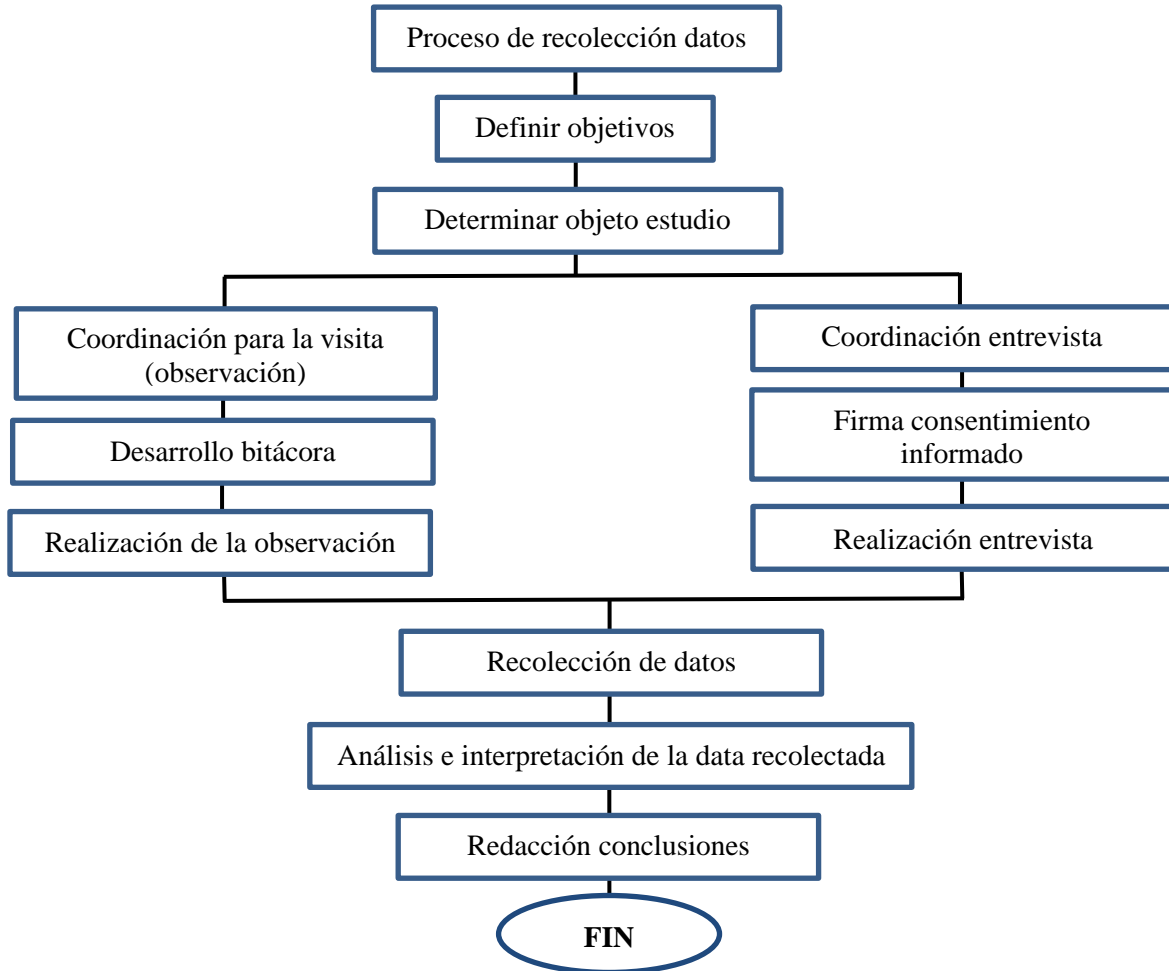 Proceso de recolección datos
Definir objetivos
Determinar objeto estudio
Coordinación para la visita
(observación)
Desarrollo bitácora
Realización de la observación
Coordinación entrevista
Firma consentimiento
informado
Realización entrevista
Recolección de datos
Análisis e interpretación de la data recolectada
Redacción conclusiones
FIN